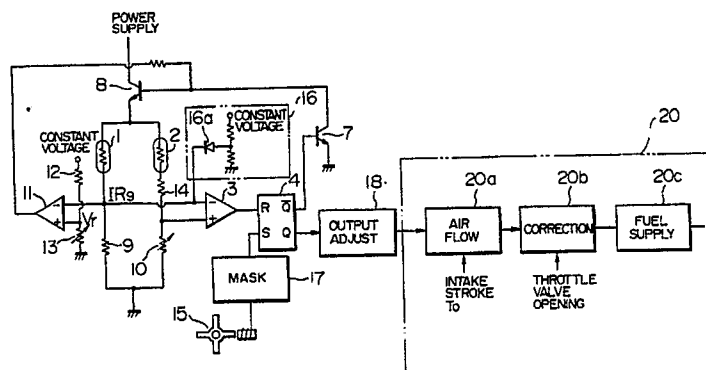 POWER
SUPPLY
8
16
20
16a
CONSTANT
VOLTAGE
7
1
2
CONSTANT
VOLTAGE
12
14
3
4
18
20a
20b
20c
11
IR9
R Q̄
S Q
OUTPUT
ADJUST
AIR
FLOW
CORRECTION
FUEL
SUPPLY
Vr
13
9
10
MASK
17
INTAKE
STROKE
To
THROTTLE
VALVE
OPENING
15